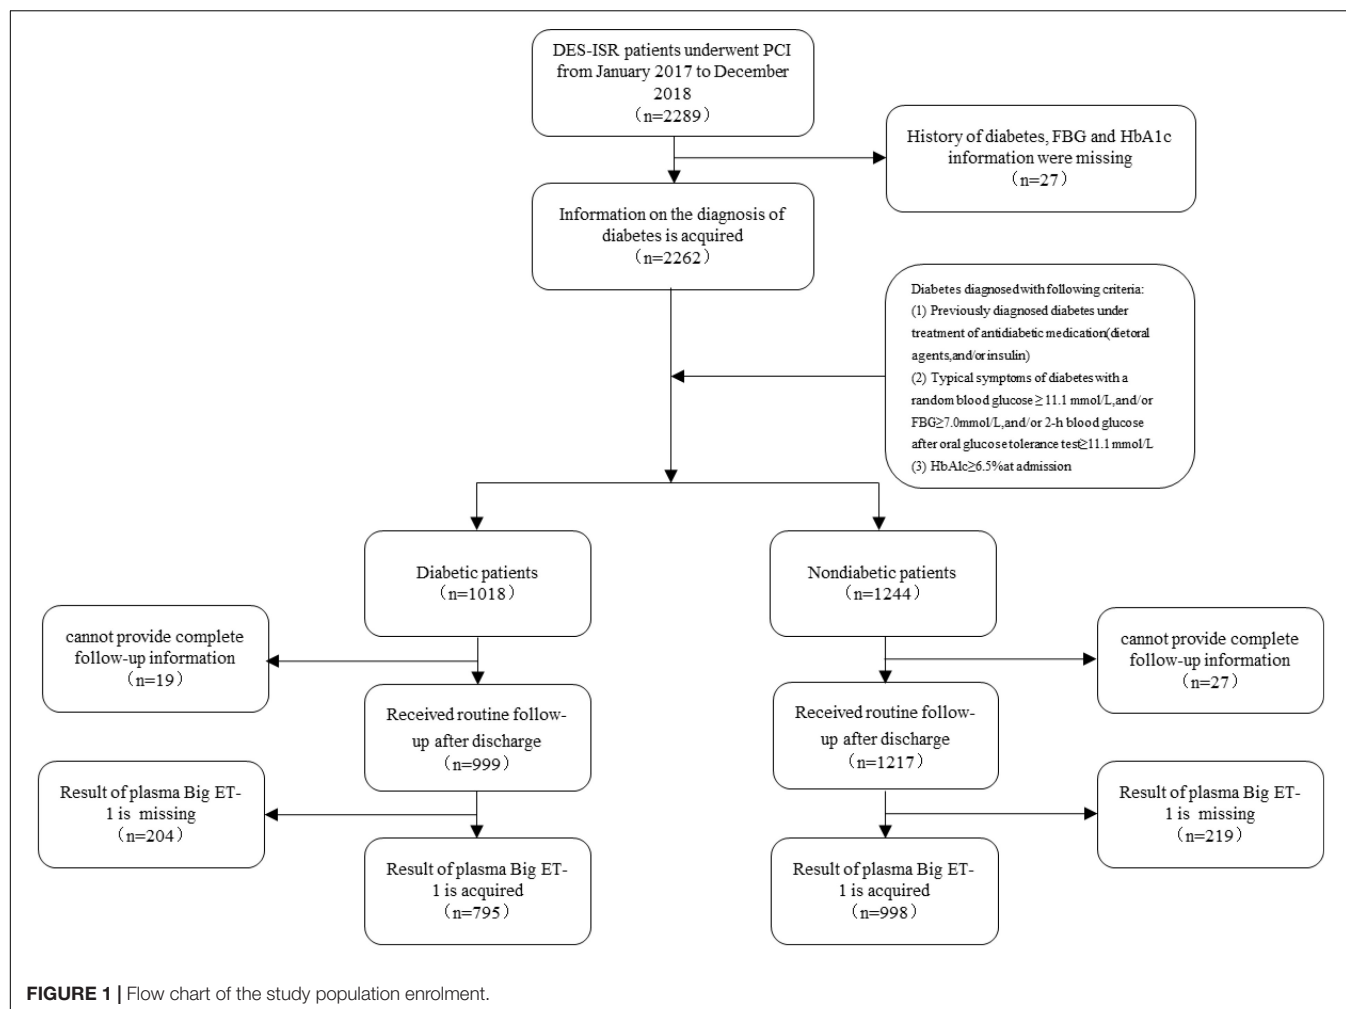 DES-ISR patients underwent PCI
from January 2017 to December
2018
（n=2289）
History of diabetes, FBG and HbA1c
information were missing
（n=27）
Information on the diagnosis of
diabetes is acquired
（n=2262）
Diabetes diagnosed with following criteria:
(1) Previously diagnosed diabetes under
treatment of antidiabetic medication(dietoral
agents,and/or insulin)
(2) Typical symptoms of diabetes with a
random blood glucose ≥ 11.1 mmol/L,and/or
FBG≥7.0mmol/L,and/or 2-h blood glucose
after oral glucose tolerance test≥11.1 mmol/L
(3) HbAlc≥6.5%at admission
Diabetic patients
（n=1018）
Nondiabetic patients
（n=1244）
cannot provide complete
follow-up information
（n=19）
cannot provide complete
follow-up information
（n=27）
Received routine follow-
up after discharge
（n=999）
Received routine follow-
up after discharge
（n=1217）
Result of plasma Big ET-
1 is missing
（n=204）
Result of plasma Big ET-
1 is missing
（n=219）
Result of plasma Big ET-
1 is acquired
（n=795）
Result of plasma Big ET-
1 is acquired
（n=998）
FIGURE 1 | Flow chart of the study population enrolment.